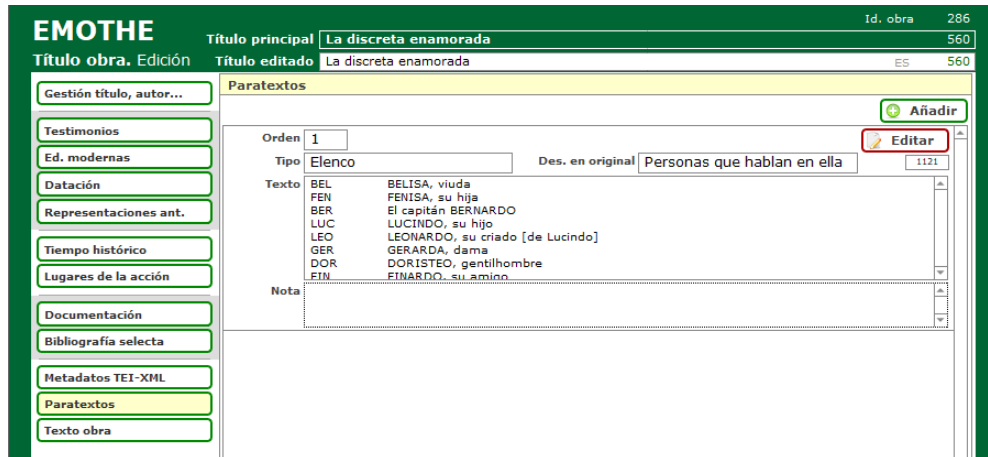 EMOTHE
Id. obra 286
Título principal La discreta enamorada 560
Título obra. Edición Título editado La discreta enamorada ES 560
Gestión título, autor...
Testimonios
Ed. modernas
Datación
Representaciones ant.
Tiempo histórico
Lugares de la acción
Documentación
Bibliografía selecta
Metadatos TEI-XML
Paratextos
Texto obra
Paratextos
Añadir
Orden 1 Editar
Tipo Elenco Des. en original Personas que hablan en ella 1121
Texto BEL BELISA, viuda
FEN FENISA, su hija
BER El capitán BERNARDO
LUC LUCINDO, su hijo
LEO LEONARDO, su criado [de Lucindo]
GER GERARDA, dama
DOR DORISTEO, gentilhombre
FIN FINARDO, su amigo
Nota